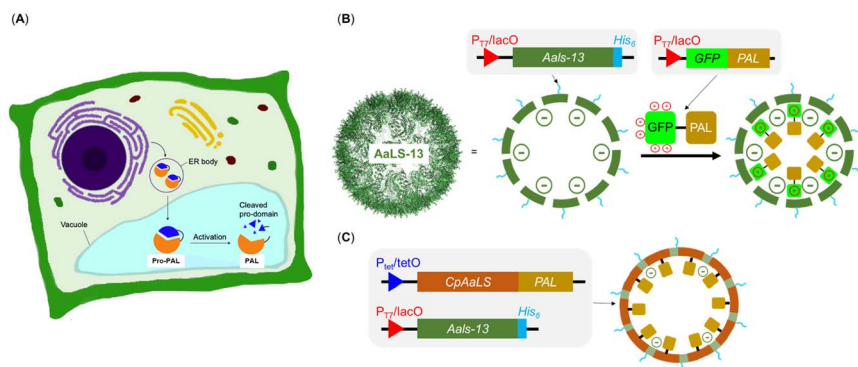 (A)
ER body
Vacuole
Activation
Cleaved
pro-domain
Pro-PAL
PAL
(B)
PT7/lacO
His6
Aals-13
PT7/lacO
GFP
PAL
AaLS-13
=
GFP
PAL
(C)
Ptet/tetO
CpAaLS
PAL
PT7/lacO
His6
Aals-13